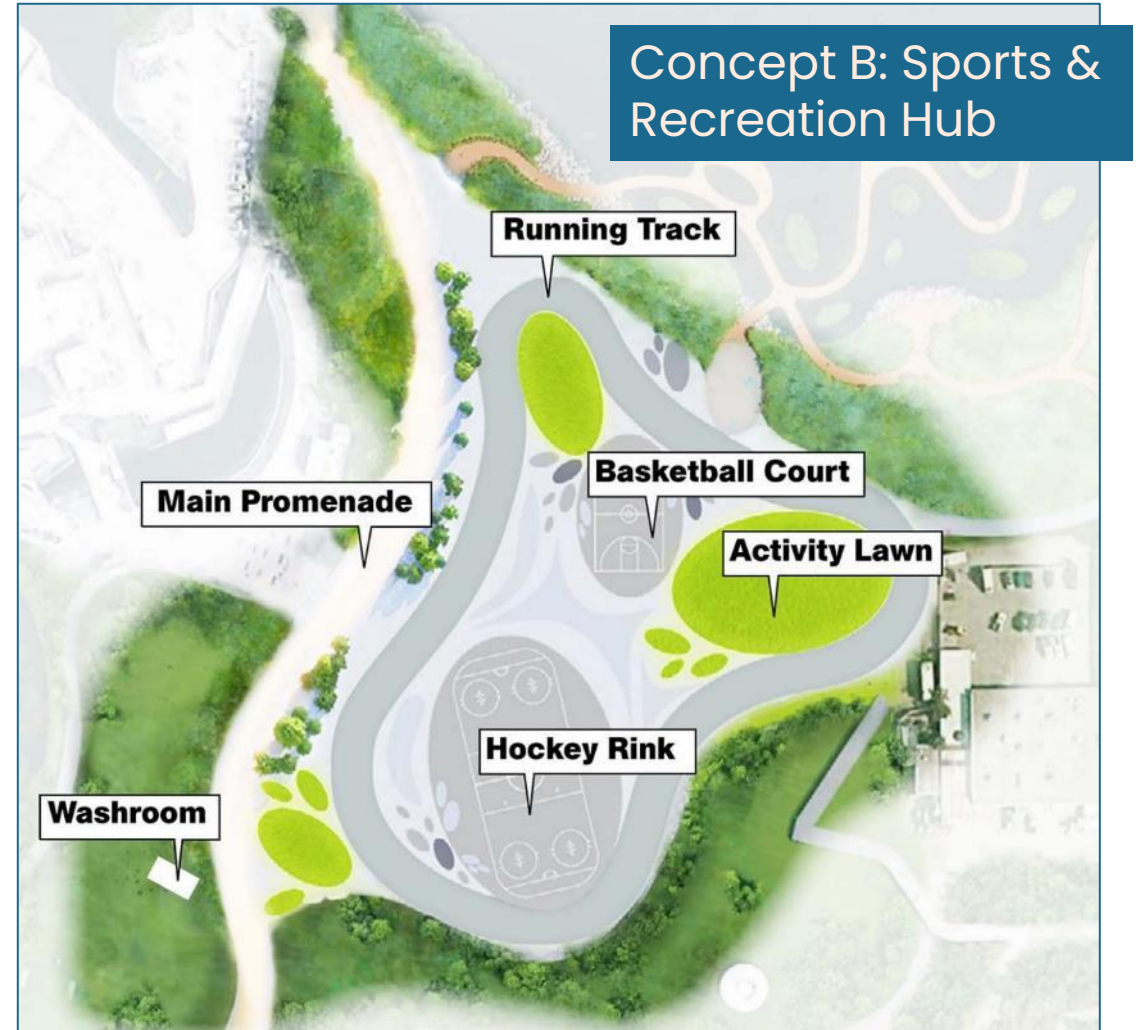 Concept B: Sports &
Recreation Hub
Running Track
Basketball Court
Main Promenade
Activity Lawn
Hockey Rink
Washroom